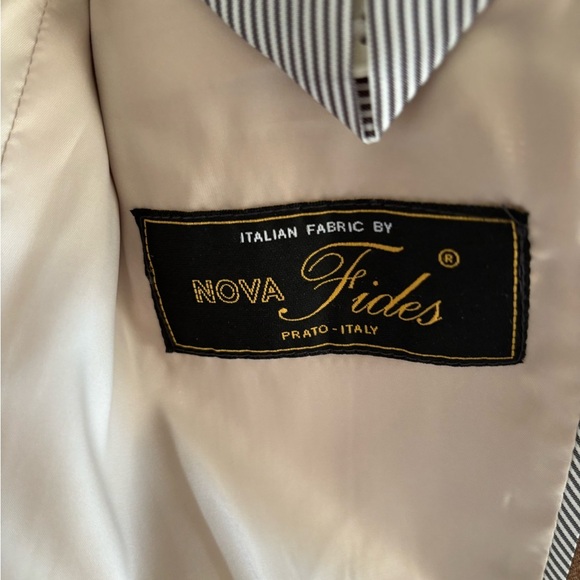 ITALIAN FABRIC BY
NOVA Fides ®
PRATO-ITALY